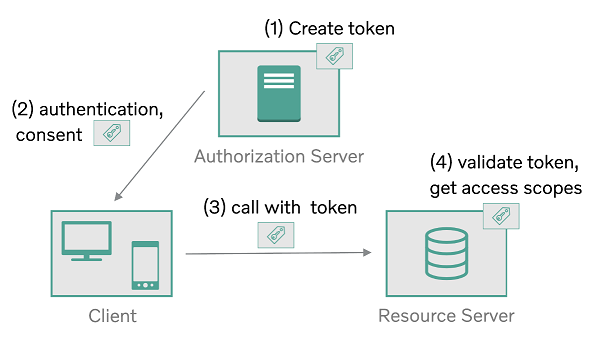 (1) Create token
(2) authentication,
consent
Authorization Server
(4) validate token,
get access scopes
(3) call with token
Client
Resource Server